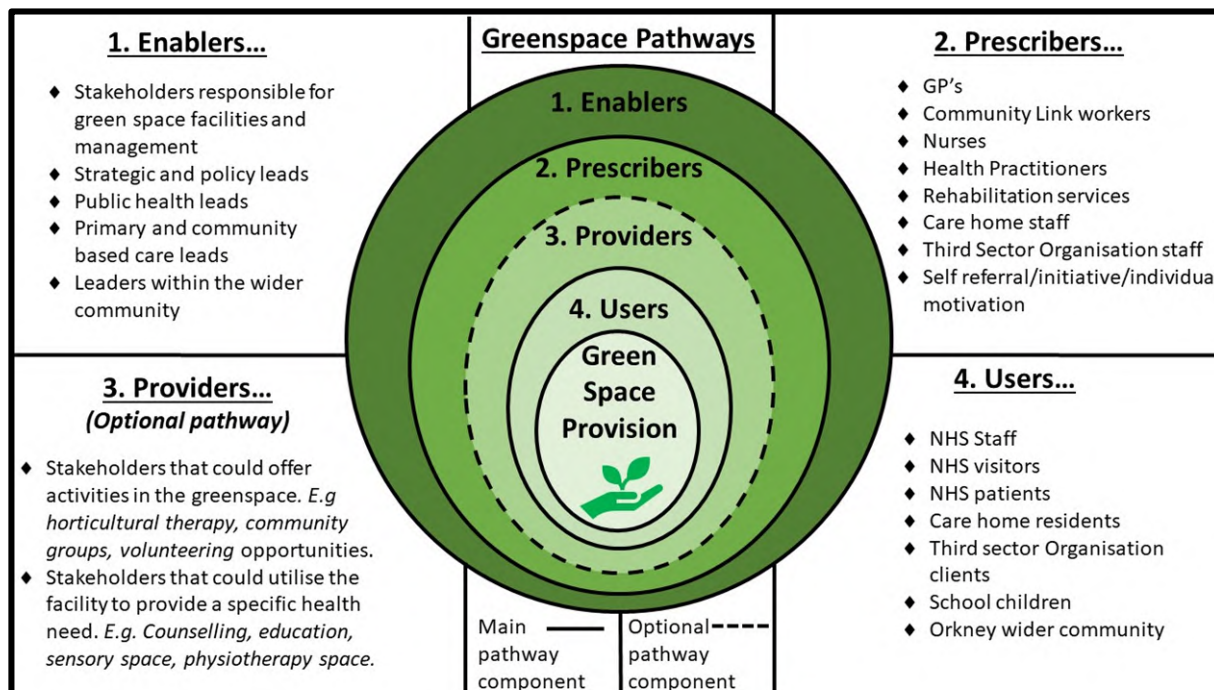 1. Enablers...
♦ Stakeholders responsible for
green space facilities and
management
♦ Strategic and policy leads
♦ Public health leads
♦ Primary and community
based care leads
♦ Leaders within the wider
community
Greenspace Pathways
1. Enablers
2. Prescribers
3. Providers
4. Users
Green
Space
Provision
2. Prescribers...
♦ GP's
♦ Community Link workers
♦ Nurses
♦ Health Practitioners
♦ Rehabilitation services
♦ Care home staff
♦ Third Sector Organisation staff
♦ Self referral/initiative/individual
motivation
3. Providers...
(Optional pathway)
♦ Stakeholders that could offer
activities in the greenspace. E.g
horticultural therapy, community
groups, volunteering opportunities.
♦ Stakeholders that could utilise the
facility to provide a specific health
need. E.g. Counselling, education,
sensory space, physiotherapy space.
Main
pathway
component
Optional
pathway
component
4. Users...
♦ NHS Staff
♦ NHS visitors
♦ NHS patients
♦ Care home residents
♦ Third sector Organisation
clients
♦ School children
♦ Orkney wider community